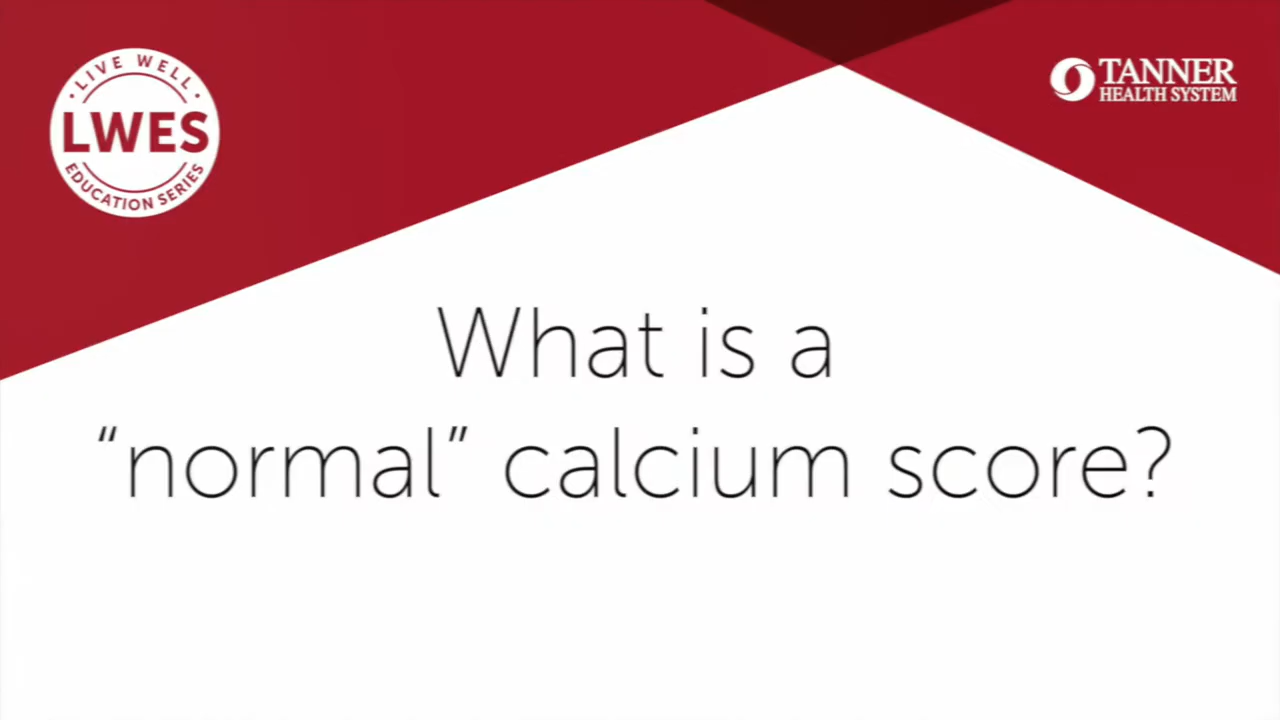 • LIVE WELL •
LWES
EDUCATION SERIES
TANNER
HEALTH SYSTEM
What is a
“normal” calcium score?